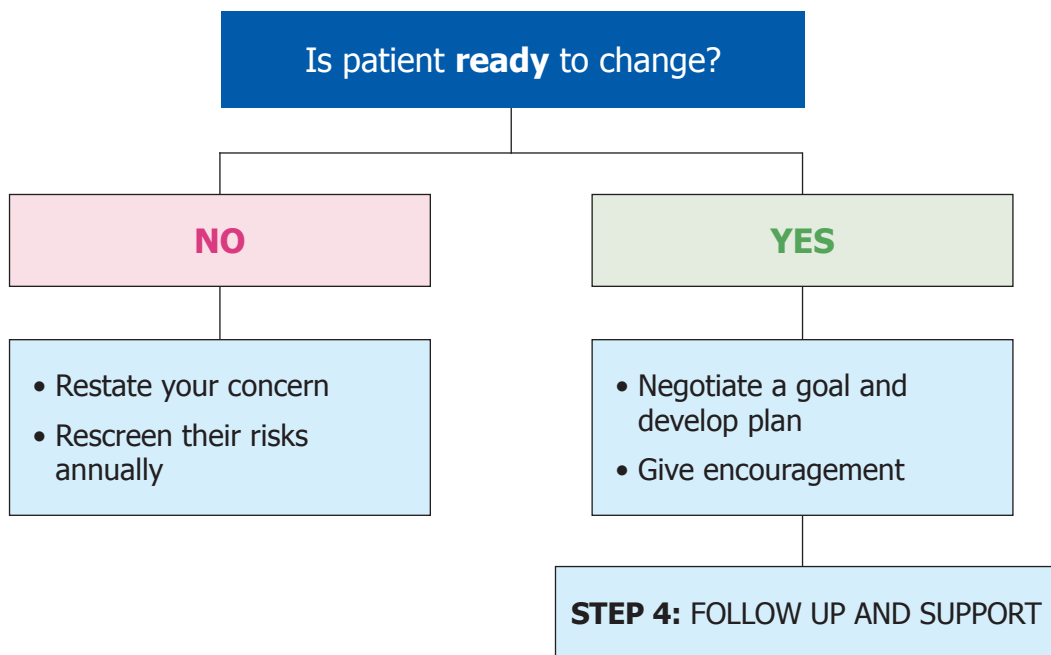 Is patient ready to change?
NO
• Restate your concern
• Rescreen their risks
annually
YES
• Negotiate a goal and
develop plan
• Give encouragement
STEP 4: FOLLOW UP AND SUPPORT